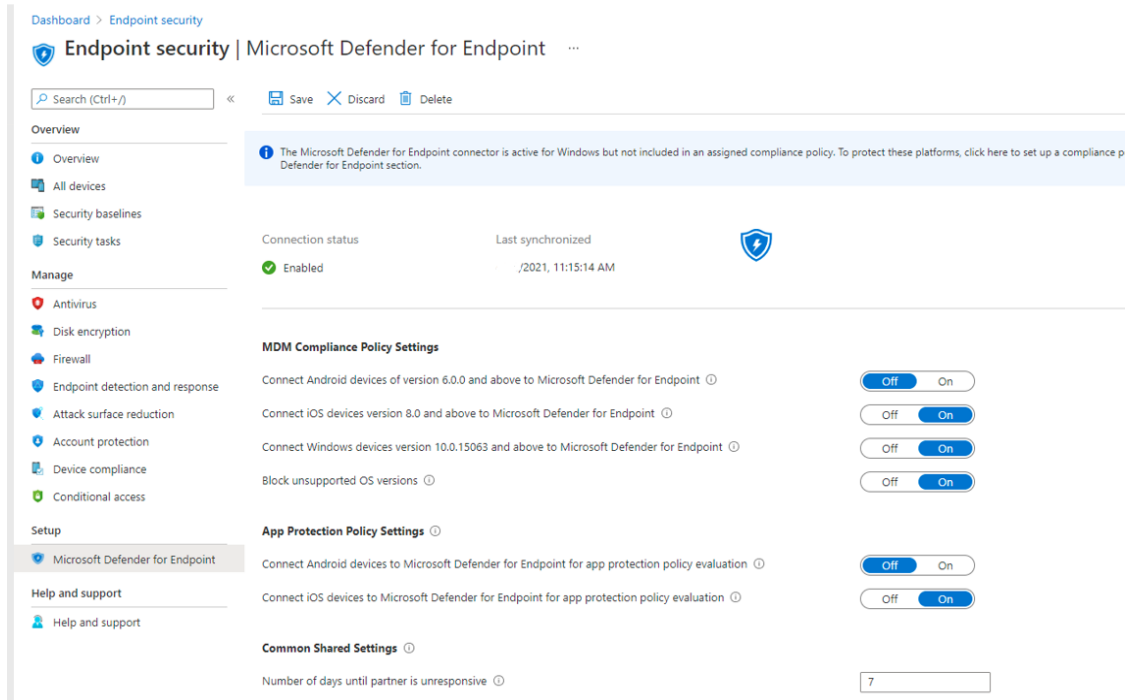 Dashboard > Endpoint security
Endpoint security | Microsoft Defender for Endpoint ...
Search (Ctrl+/)
«
Save Discard Delete
Overview
Overview
All devices
Security baselines
Security tasks
Manage
Antivirus
Disk encryption
Firewall
Endpoint detection and response
Attack surface reduction
Account protection
Device compliance
Conditional access
Setup
Microsoft Defender for Endpoint
Help and support
Help and support
The Microsoft Defender for Endpoint connector is active for Windows but not included in an assigned compliance policy. To protect these platforms, click here to set up a compliance p
Defender for Endpoint section.
Connection status Last synchronized
Enabled /2021, 11:15:14 AM
MDM Compliance Policy Settings
Connect Android devices of version 6.0.0 and above to Microsoft Defender for Endpoint Off On
Connect iOS devices version 8.0 and above to Microsoft Defender for Endpoint Off On
Connect Windows devices version 10.0.15063 and above to Microsoft Defender for Endpoint Off On
Block unsupported OS versions Off On
App Protection Policy Settings
Connect Android devices to Microsoft Defender for Endpoint for app protection policy evaluation Off On
Connect iOS devices to Microsoft Defender for Endpoint for app protection policy evaluation Off On
Common Shared Settings
Number of days until partner is unresponsive 7